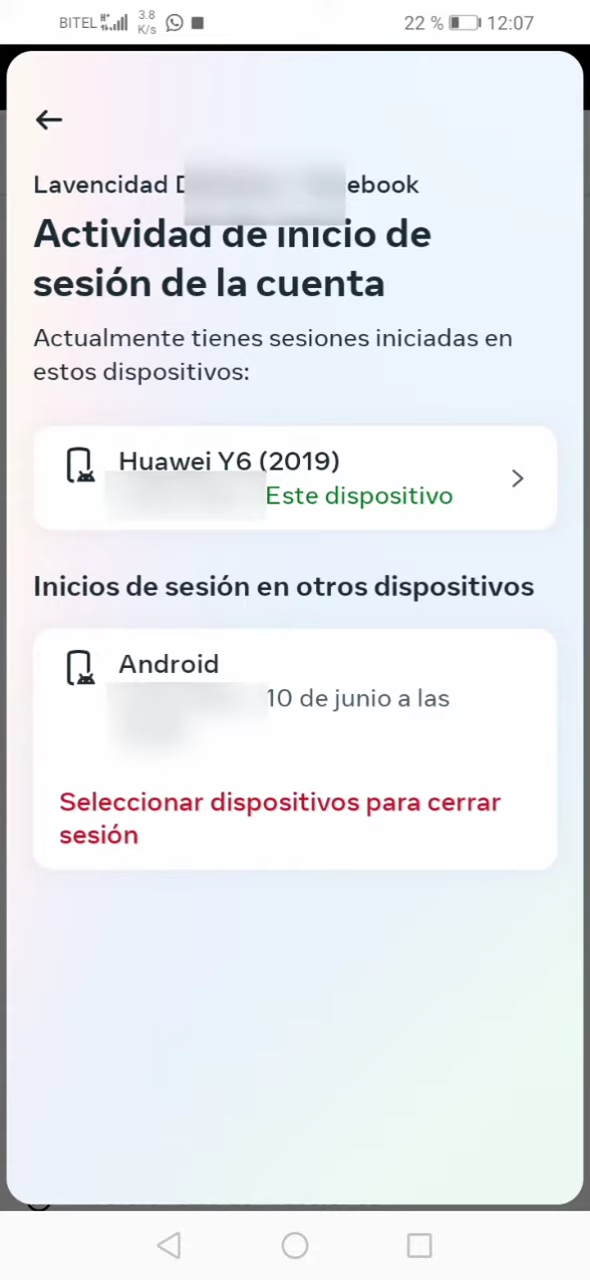 BITEL 3.8 K/s 22 % 12:07
Lavencidad ebook
Actividad de inicio de
sesión de la cuenta
Actualmente tienes sesiones iniciadas en
estos dispositivos:
Huawei Y6 (2019)
Este dispositivo
Inicios de sesión en otros dispositivos
Android
10 de junio a las
Seleccionar dispositivos para cerrar
sesión